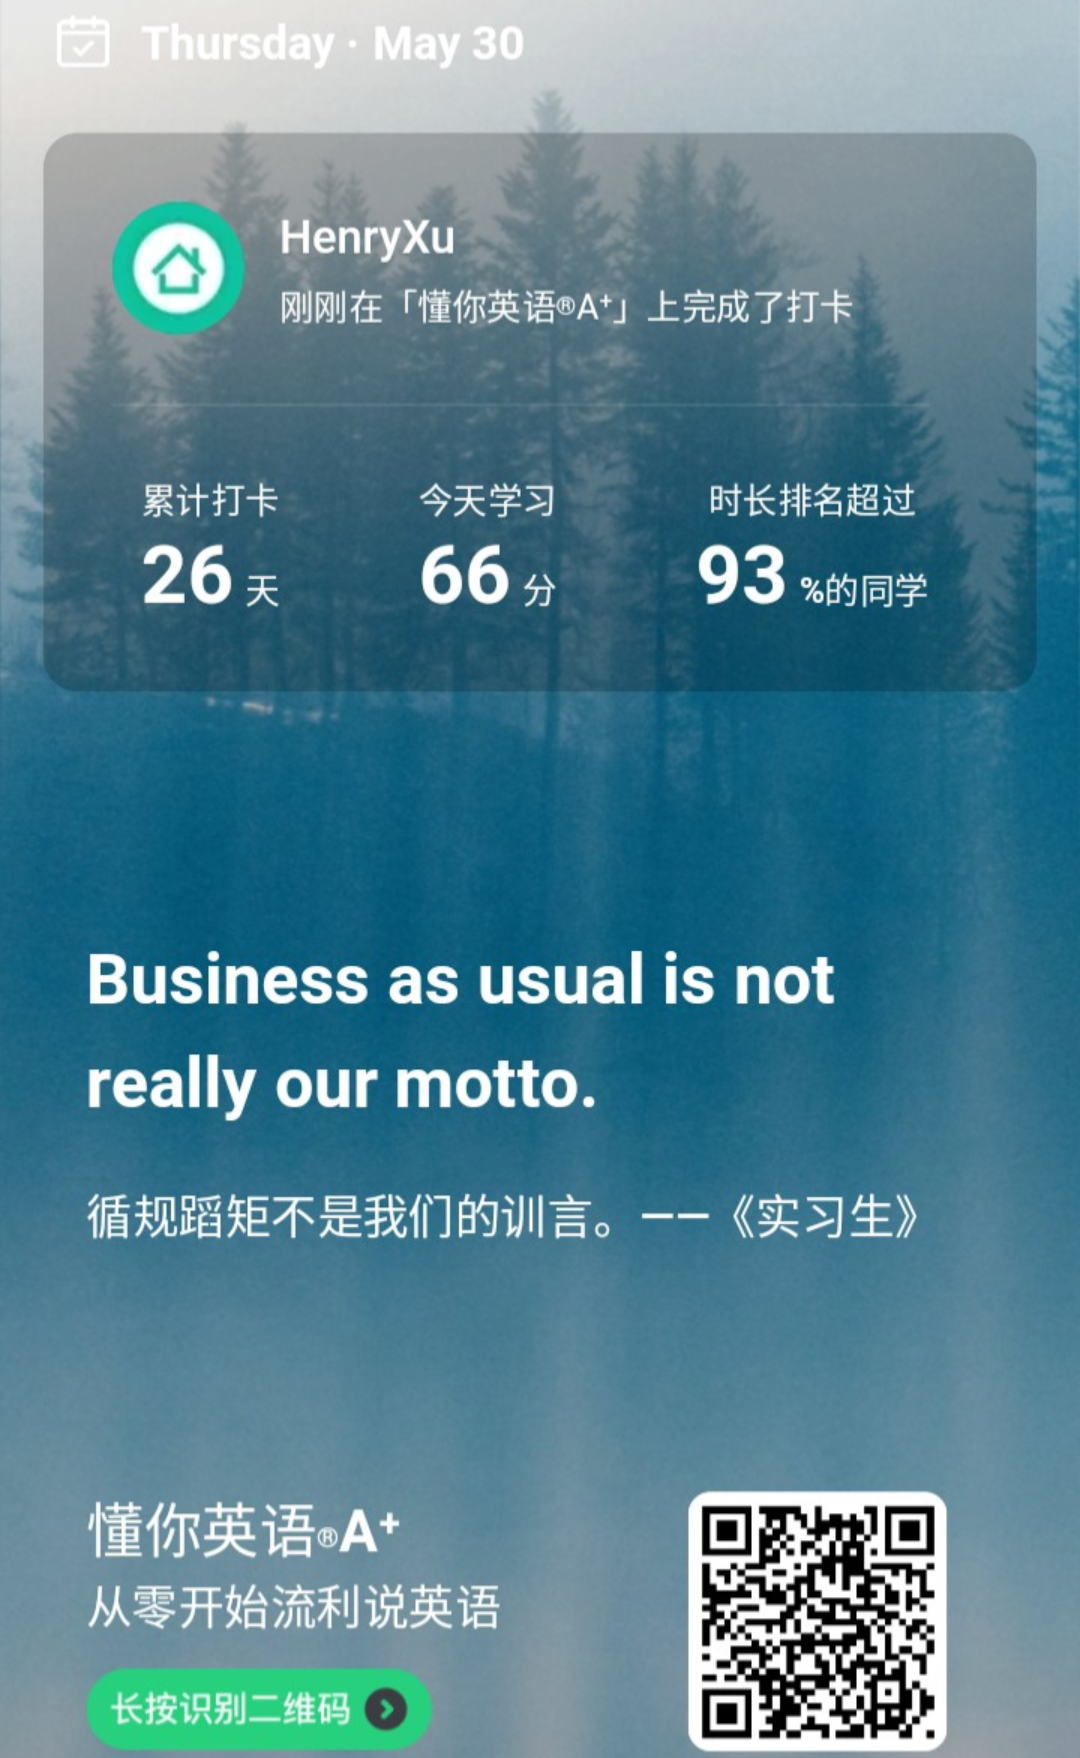 Thursday · May 30
HenryXu
刚刚在「懂你英语®A⁺」上完成了打卡
累计打卡
今天学习
时长排名超过
26 天
66 分
93 %的同学
Business as usual is not
really our motto.
循规蹈矩不是我们的训言。——《实习生》
懂你英语®A⁺
从零开始流利说英语
长按识别二维码